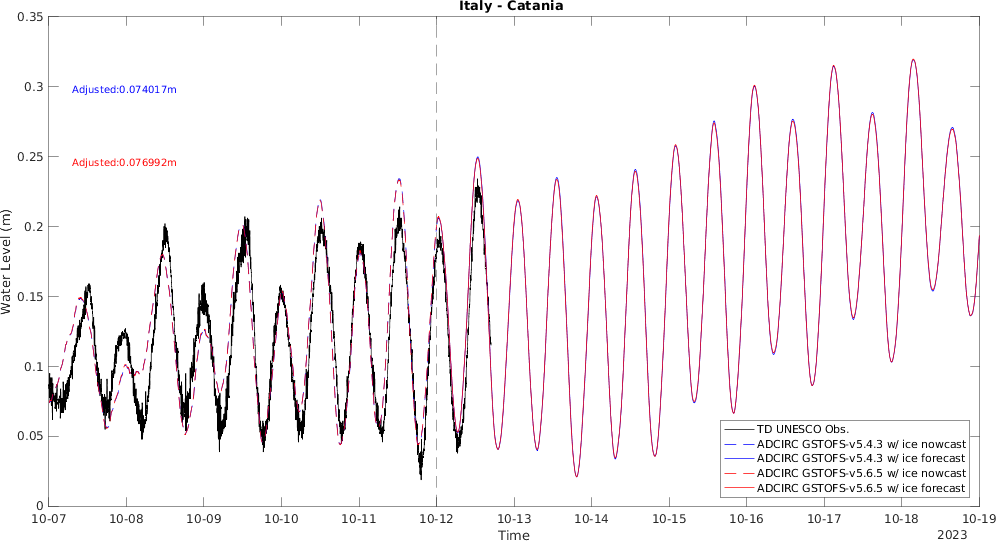 Italy - Catania
0.35
0.3
0.25
0.2
0.15
0.1
0.05
0
Water Level (m)
Adjusted:0.074017m
Adjusted:0.076992m
TD UNESCO Obs.
ADCIRC GSTOFS-v5.4.3 w/ ice nowcast
ADCIRC GSTOFS-v5.4.3 w/ ice forecast
ADCIRC GSTOFS-v5.6.5 w/ ice nowcast
ADCIRC GSTOFS-v5.6.5 w/ ice forecast
10-07 10-08 10-09 10-10 10-11 10-12 10-13 10-14 10-15 10-16 10-17 10-18 10-19
Time
2023